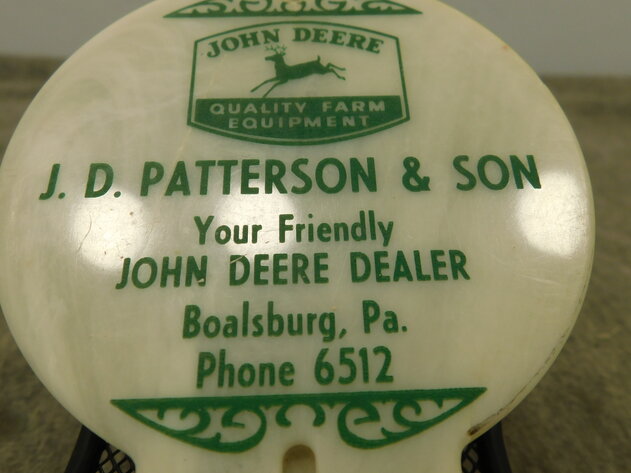 JOHN DEERE
QUALITY FARM
EQUIPMENT
J. D. PATTERSON & SON
Your Friendly
JOHN DEERE DEALER
Boalsburg, Pa.
Phone 6512